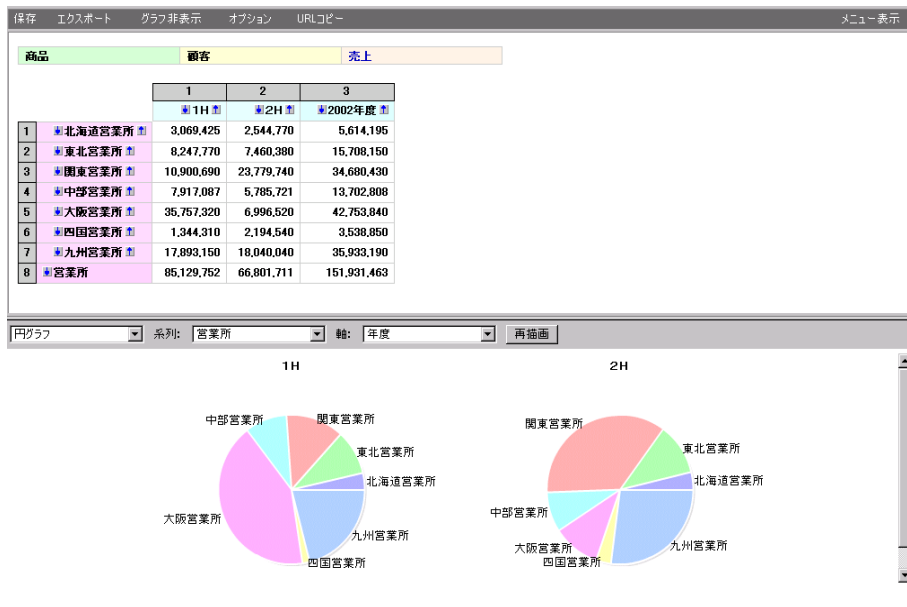 保存 エクスポート グラフ非表示 オプション URLコピー メニュー表示
商品 顧客 売上
1 2 3
1H 2H 2002年度
1 北海道営業所 3,069,425 2,544,770 5,614,195
2 東北営業所 8,247,770 7,460,380 15,708,150
3 関東営業所 10,900,690 23,779,740 34,680,430
4 中部営業所 7,917,087 5,785,721 13,702,808
5 大阪営業所 35,757,320 6,996,520 42,753,840
6 四国営業所 1,344,310 2,194,540 3,538,850
7 九州営業所 17,893,150 18,040,040 35,933,190
8 営業所 85,129,752 66,801,711 151,931,463
円グラフ 系列: 営業所 軸: 年度 再描画
1H 2H
中部営業所 関東営業所 関東営業所
東北営業所 東北営業所
北海道営業所 北海道営業所
大阪営業所 中部営業所
九州営業所 大阪営業所 九州営業所
四国営業所 四国営業所